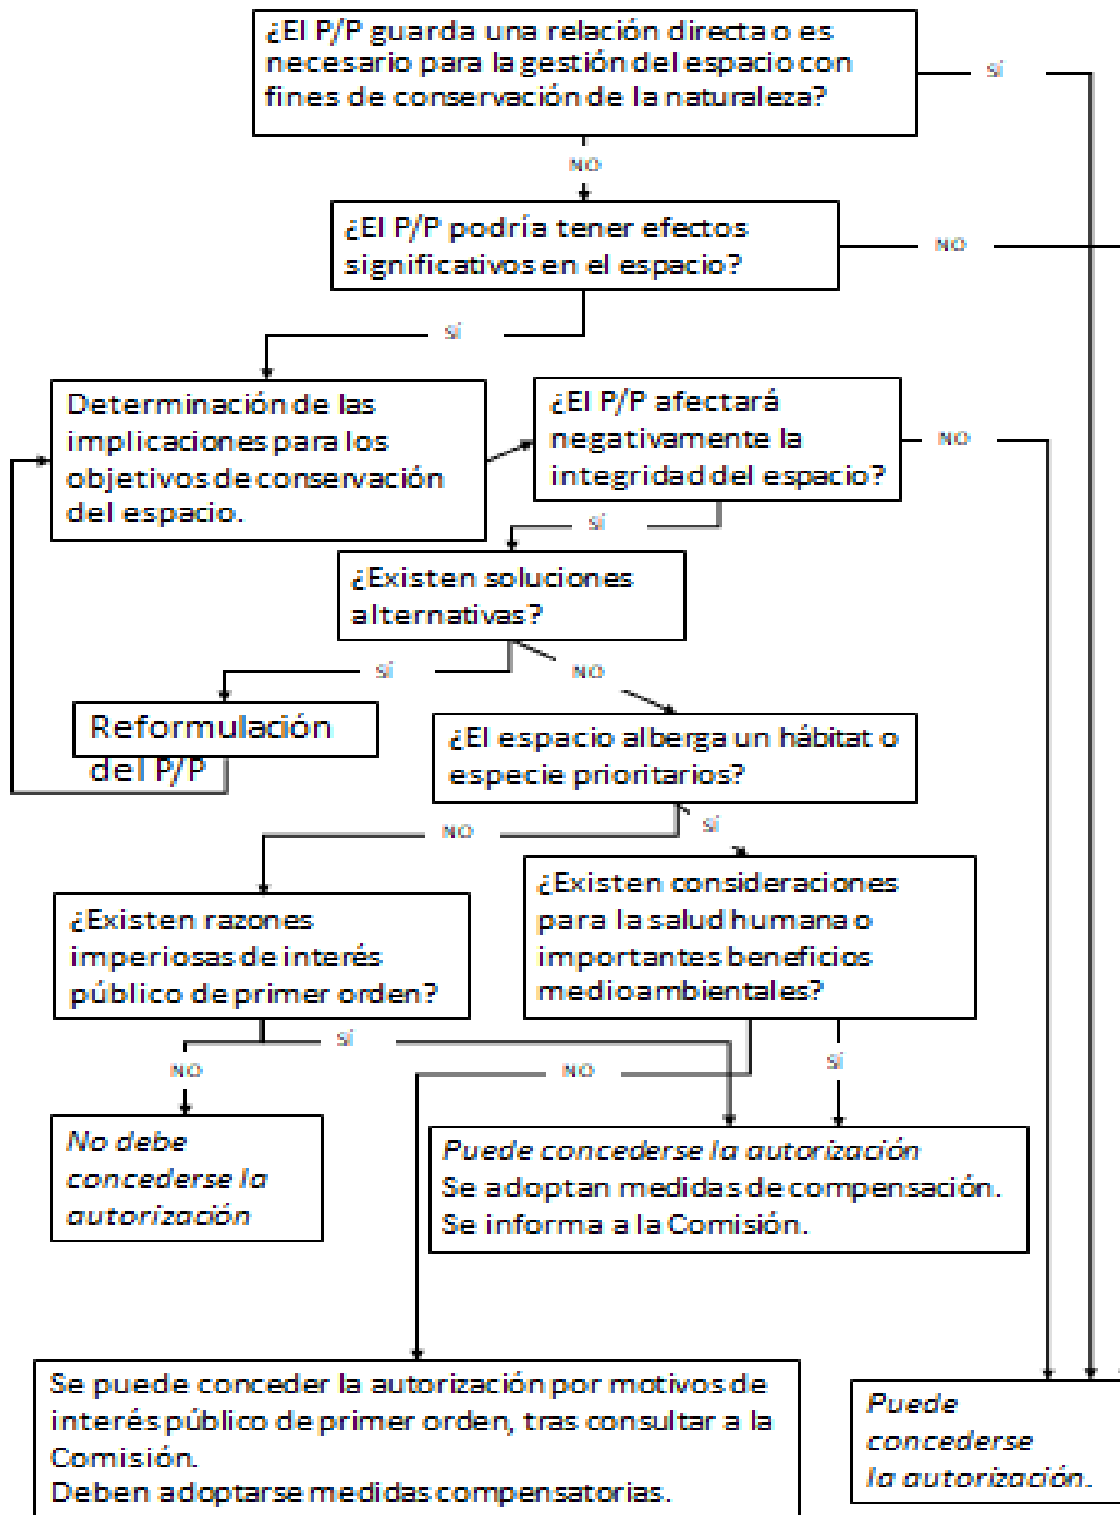 ¿El P/P guarda una relación directa o es
necesario para la gestión del espacio con
fines de conservación de la naturaleza?
SÍ
NO
¿El P/P podría tener efectos
significativos en el espacio?
NO
SÍ
Determinación de las
implicaciones para los
objetivos de conservación
del espacio.
¿El P/P afectará
negativamente la
integridad del espacio?
NO
SÍ
¿Existen soluciones
alternativas?
SÍ
NO
Reformulación
del P/P
¿El espacio alberga un hábitat o
especie prioritarios?
NO
SÍ
¿Existen razones
imperiosas de interés
público de primer orden?
¿Existen consideraciones
para la salud humana o
importantes beneficios
medioambientales?
SÍ
NO
NO
SÍ
No debe
concederse la
autorización
Puede concederse la autorización
Se adoptan medidas de compensación.
Se informa a la Comisión.
Se puede conceder la autorización por motivos de
interés público de primer orden, tras consultar a la
Comisión.
Deben adoptarse medidas compensatorias.
Puede
concederse
la autorización.